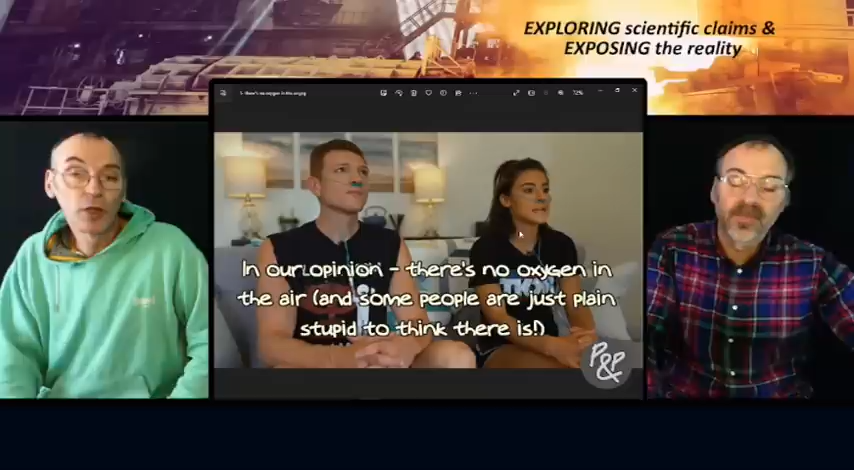 EXPLORING scientific claims &
EXPOSING the reality
72%
In our opinion - there's no oxygen in
the air (and some people are just plain
stupid to think there is!)
P&P